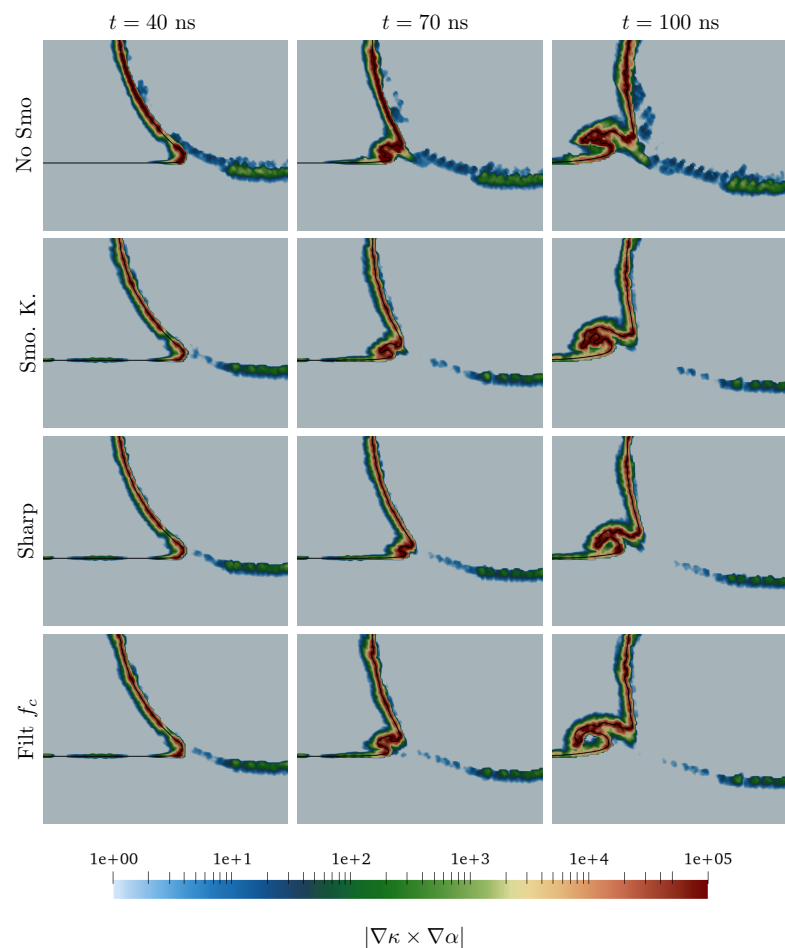 t = 40 ns t = 70 ns t = 100 ns
No Smo
Smo. K.
Sharp
Filt f_c
1e+00 1e+1 1e+2 1e+3 1e+4 1e+05
|∇κ × ∇α|